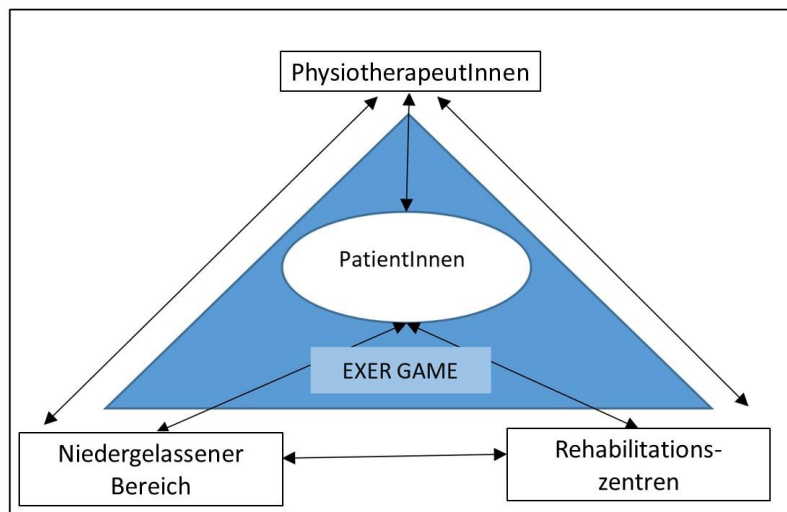 PhysiotherapeutInnen
PatientInnen
EXER GAME
Niedergelassener
Bereich
Rehabilitations-
zentren